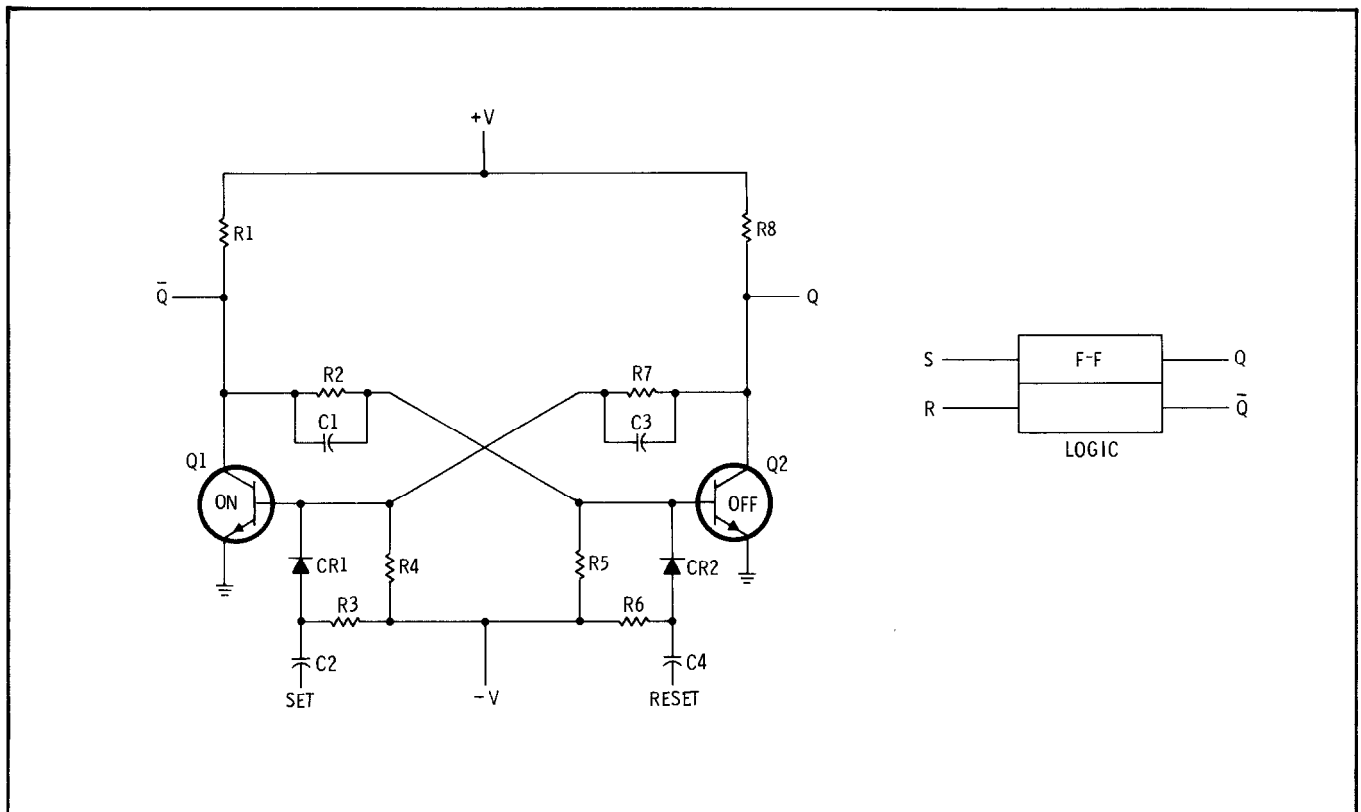 +V
R1
R8
Q̅
Q
R2
R7
C1
C3
Q1
Q2
ON
OFF
CR1
R4
R5
CR2
R3
R6
C2
C4
SET
-V
RESET
S
F-F
Q
R
Q̅
LOGIC